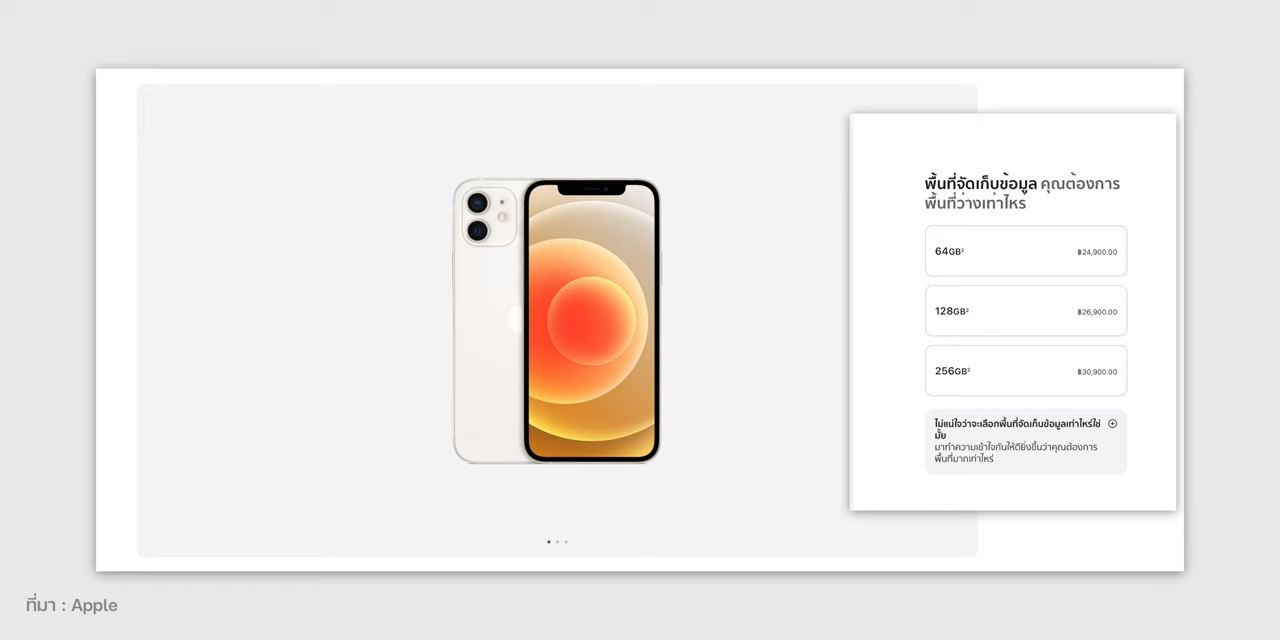 พื้นที่จัดเก็บข้อมูล คุณต้องการ
พื้นที่ว่างเท่าไหร่
64GB²
฿24,900.00
128GB²
฿26,900.00
256GB²
฿30,900.00
ไม่แน่ใจว่าจะเลือกพื้นที่จัดเก็บข้อมูลเท่าไหร่ใช่
มั้ย
มาทำความเข้าใจกันให้ดียิ่งขึ้นว่าคุณต้องการ
พื้นที่มากเท่าไหร่
ที่มา : Apple